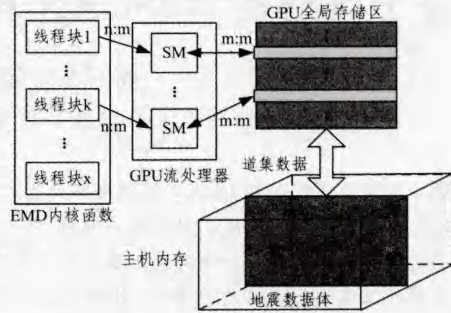 GPU全局存储区
线程块1
n:m
SM
m:m
⋮
⋮
线程块k
n:m
SM
m:m
⋮
线程块x
GPU流处理器
道集数据
EMD内核函数
主机内存
地震数据体